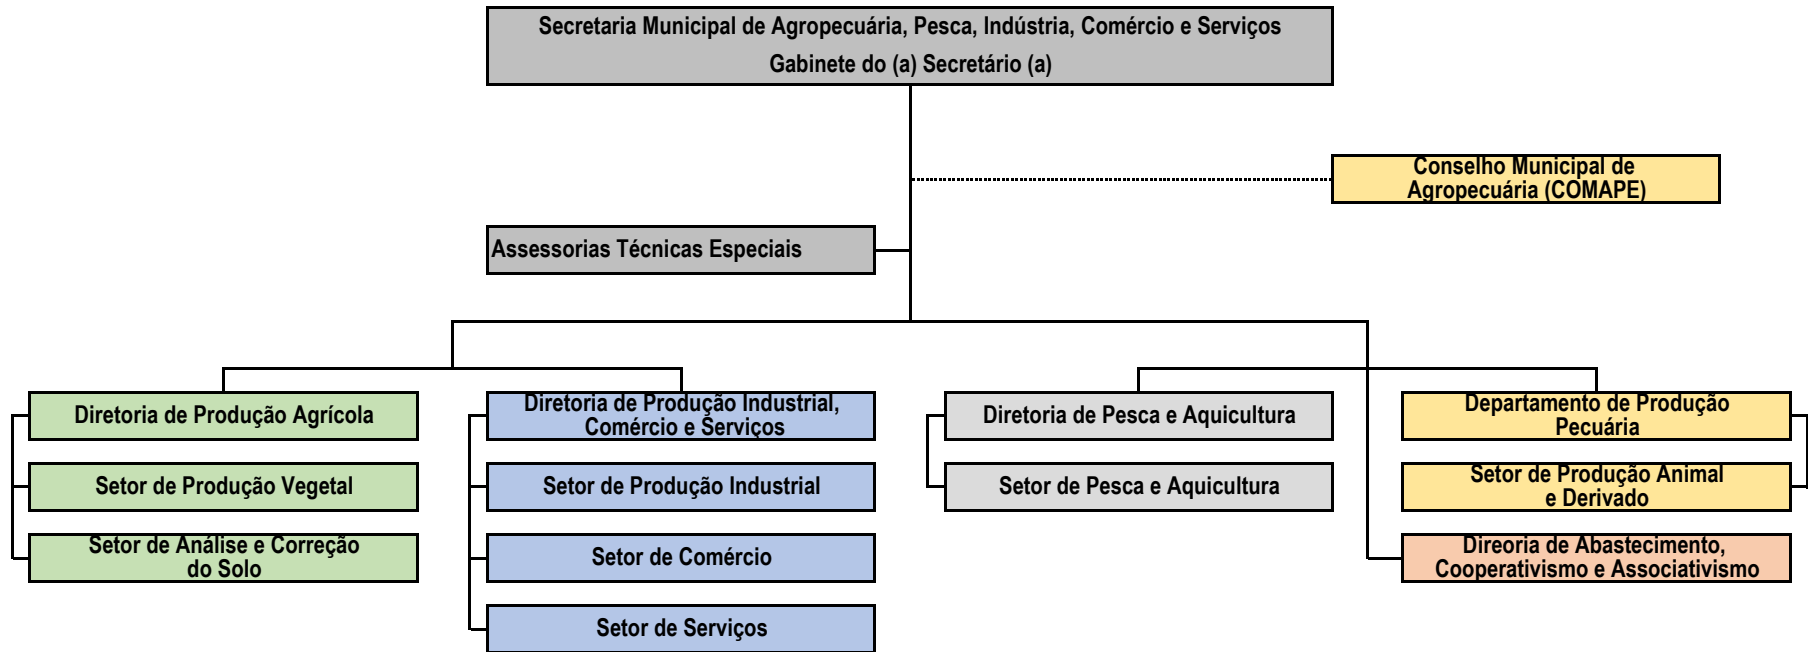 Secretaria Municipal de Agropecuária, Pesca, Indústria, Comércio e Serviços
Gabinete do (a) Secretário (a)
Conselho Municipal de
Agropecuária (COMAPE)
Assessorias Técnicas Especiais
Diretoria de Produção Agrícola
Setor de Produção Vegetal
Setor de Análise e Correção
do Solo
Diretoria de Produção Industrial,
Comércio e Serviços
Setor de Produção Industrial
Setor de Comércio
Setor de Serviços
Diretoria de Pesca e Aquicultura
Setor de Pesca e Aquicultura
Departamento de Produção
Pecuária
Setor de Produção Animal
e Derivado
Direoria de Abastecimento,
Cooperativismo e Associativismo